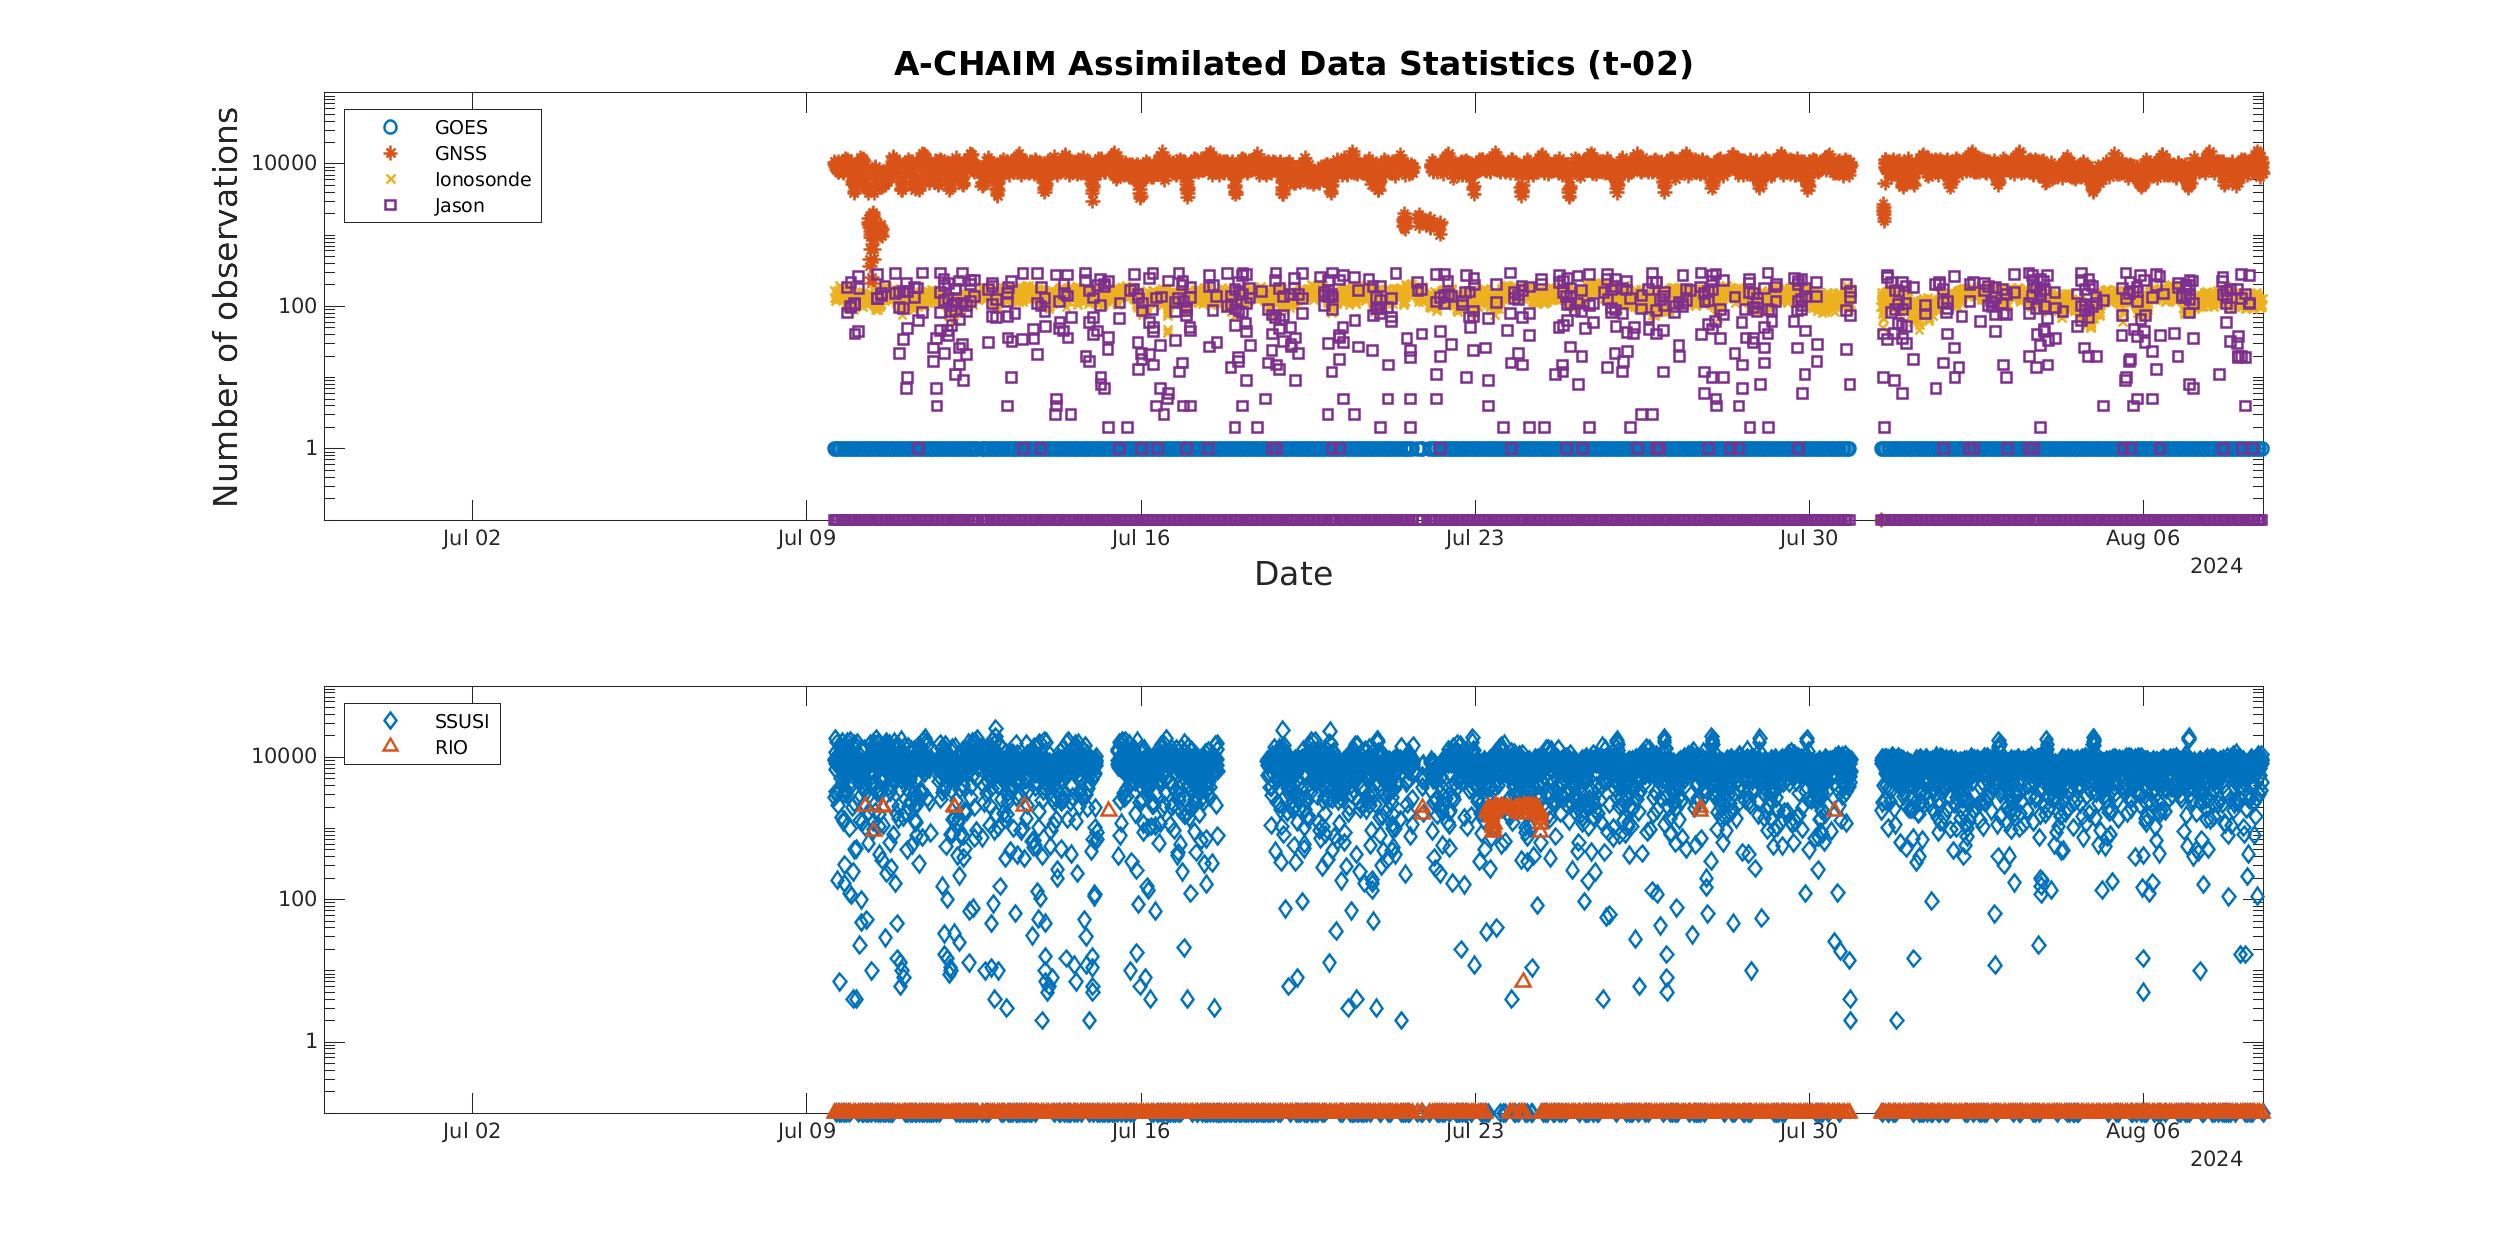 A-CHAIM Assimilated Data Statistics (t-02)
Number of observations
10000
100
1
GOES
GNSS
Ionosonde
Jason
Jul 02 Jul 09 Jul 16 Jul 23 Jul 30 Aug 06
2024
Date
10000
100
1
SSUSI
RIO
Jul 02 Jul 09 Jul 16 Jul 23 Jul 30 Aug 06
2024